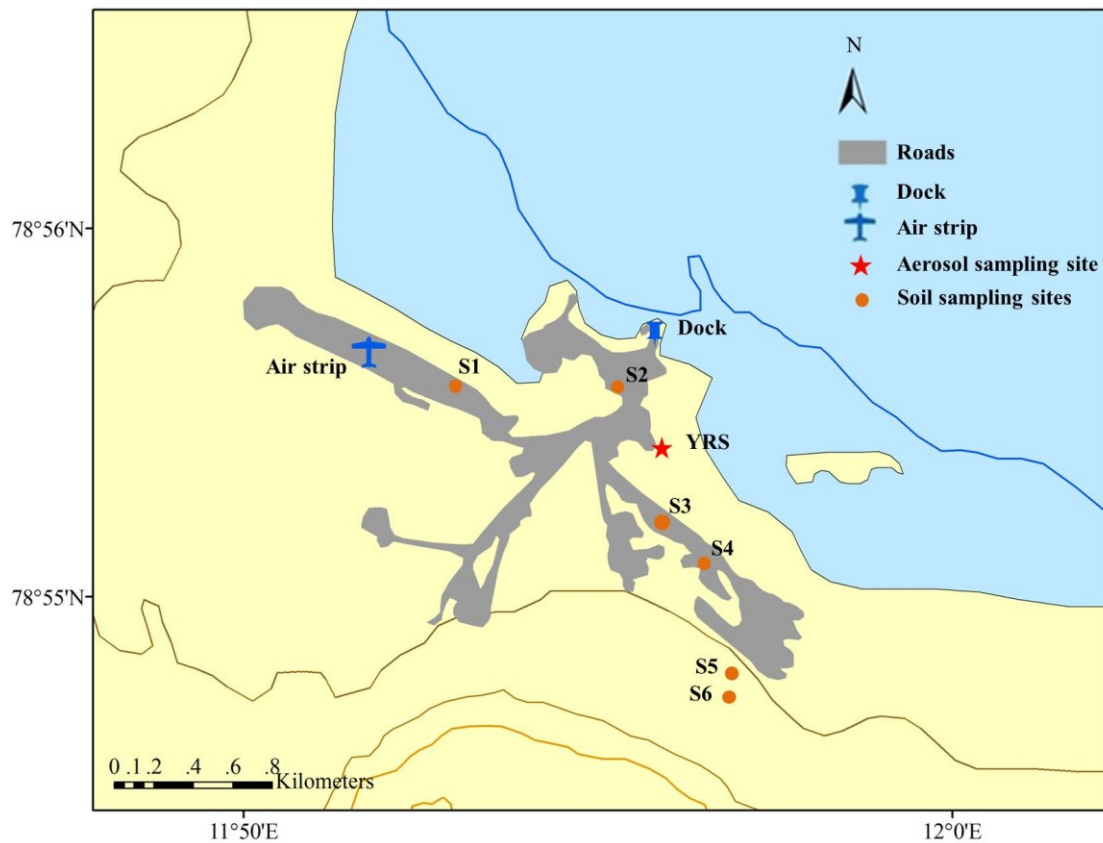 N
Roads
Dock
Air strip
Aerosol sampling site
Soil sampling sites
78°56'N
Dock
Air strip
S1
S2
YRS
S3
S4
78°55'N
S5
S6
0 .1 .2 .4 .6 .8
Kilometers
11°50'E
12°0'E